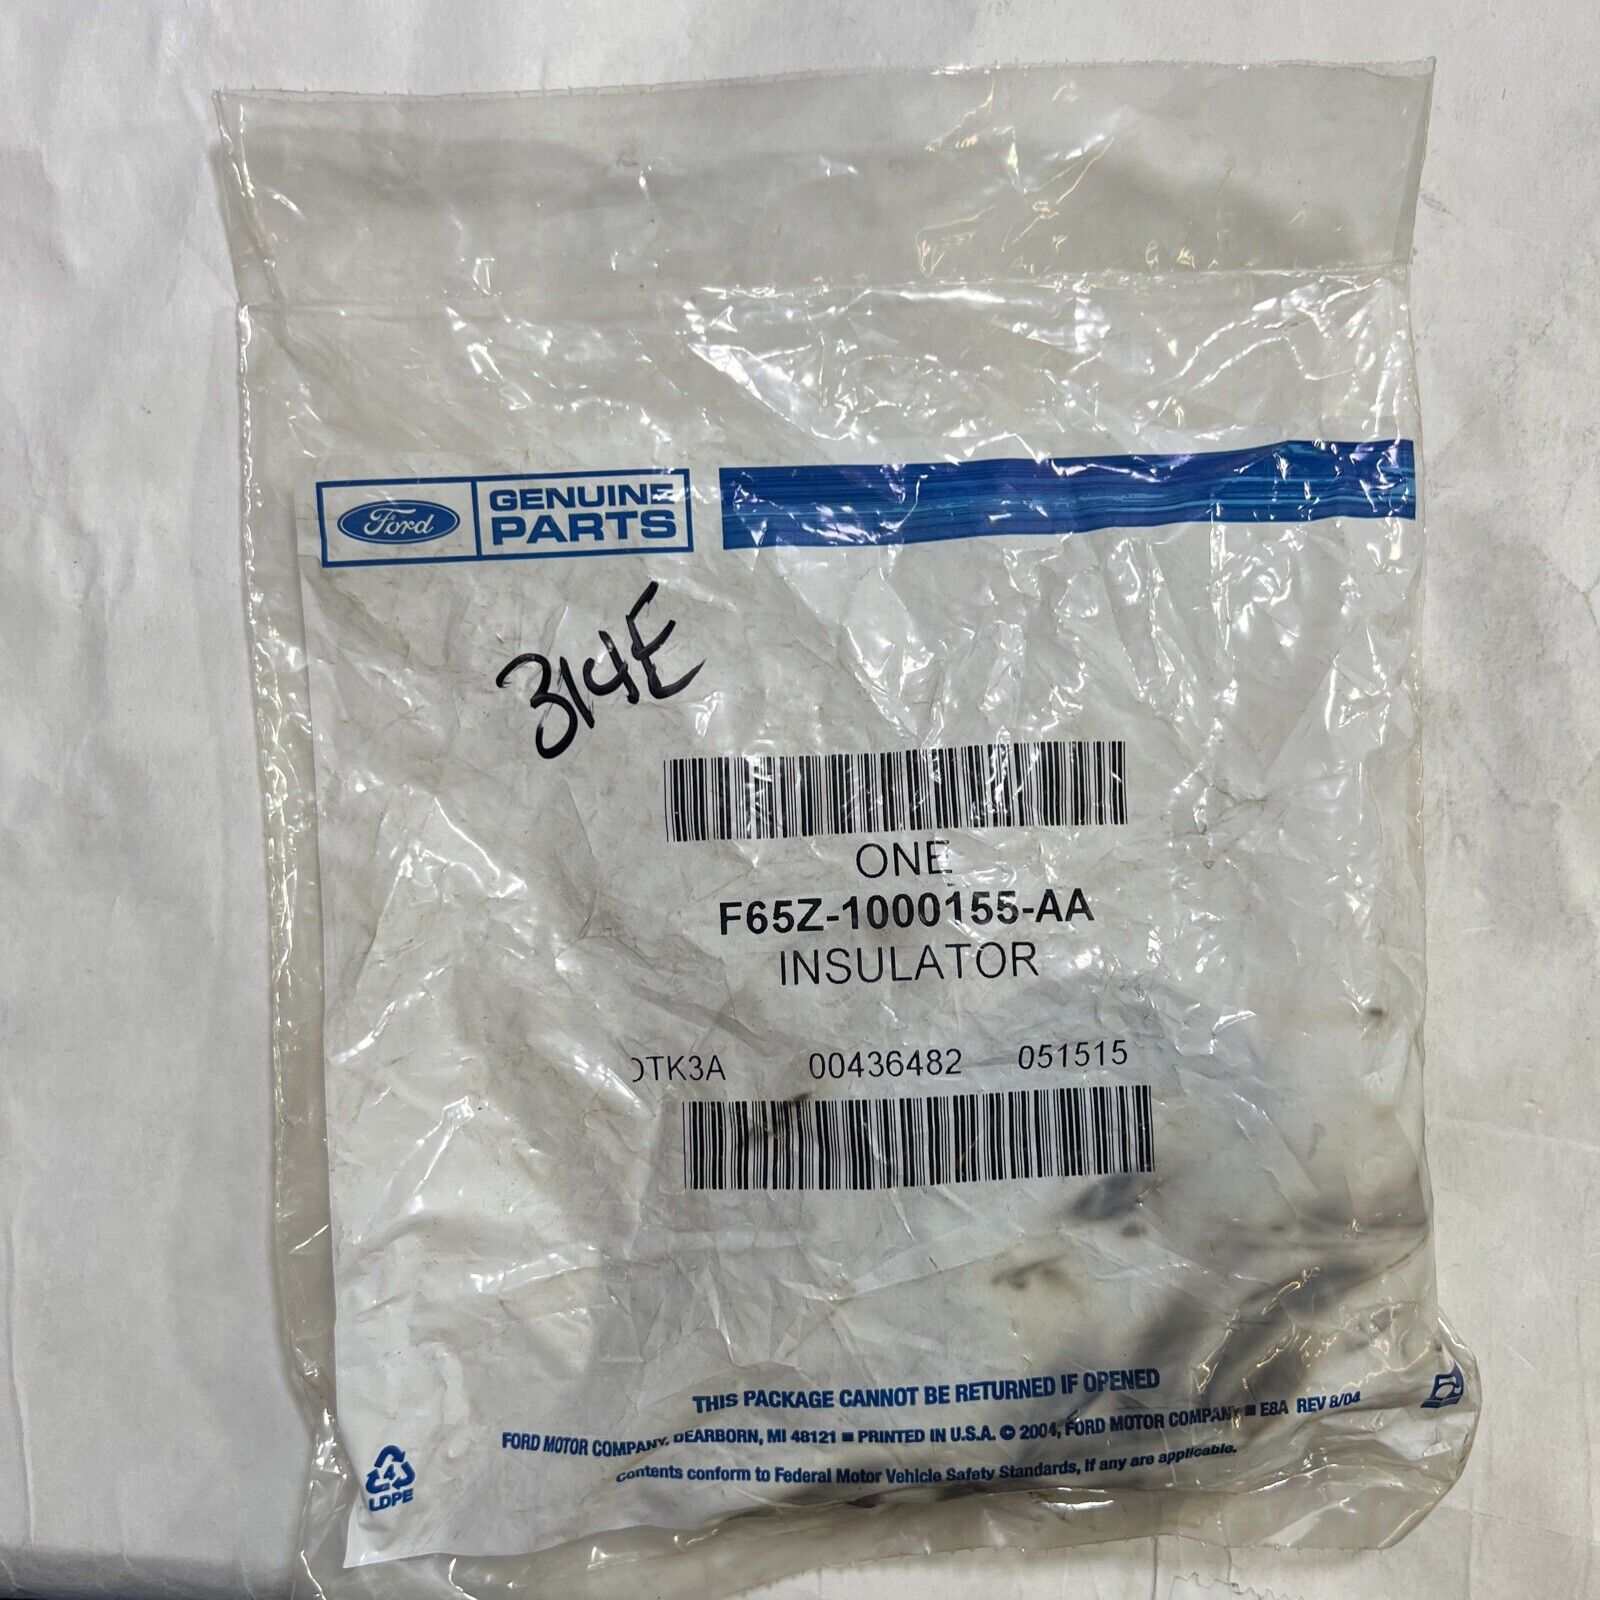 Ford
GENUINE
PARTS
314E
ONE
F65Z-1000155-AA
INSULATOR
OTK3A 00436482 051515
THIS PACKAGE CANNOT BE RETURNED IF OPENED
FORD MOTOR COMPANY, DEARBORN, MI 48121 ■ PRINTED IN U.S.A. © 2004, FORD MOTOR COMPANY ■ E8A REV 8/04
Contents conform to Federal Motor Vehicle Safety Standards, if any are applicable.
4
LDPE